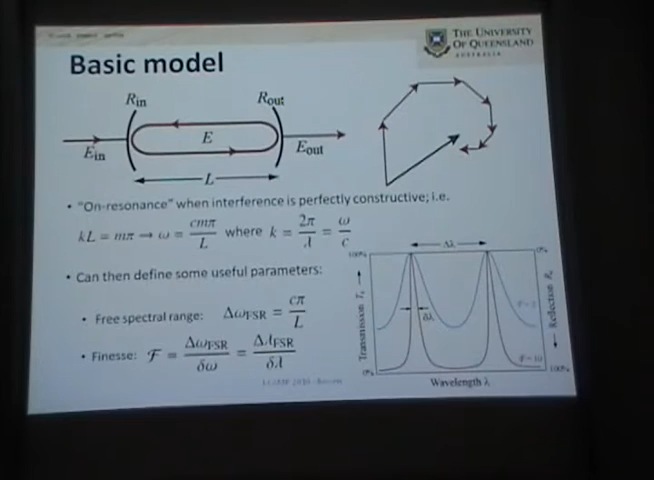 THE UNIVERSITY
OF QUEENSLAND
AUSTRALIA
Basic model
R_in
R_out
E
E_in
E_out
L
• "On-resonance" when interference is perfectly constructive; i.e.
kL = mπ → ω = cmπ/L where k = 2π/λ = ω/c
• Can then define some useful parameters:
• Free spectral range: Δω_FSR = cπ/L
• Finesse: ℱ = Δω_FSR/δω = Δλ_FSR/δλ
Δλ
100%
0%
Transmission
Reflection
δλ
0%
100%
Wavelength λ